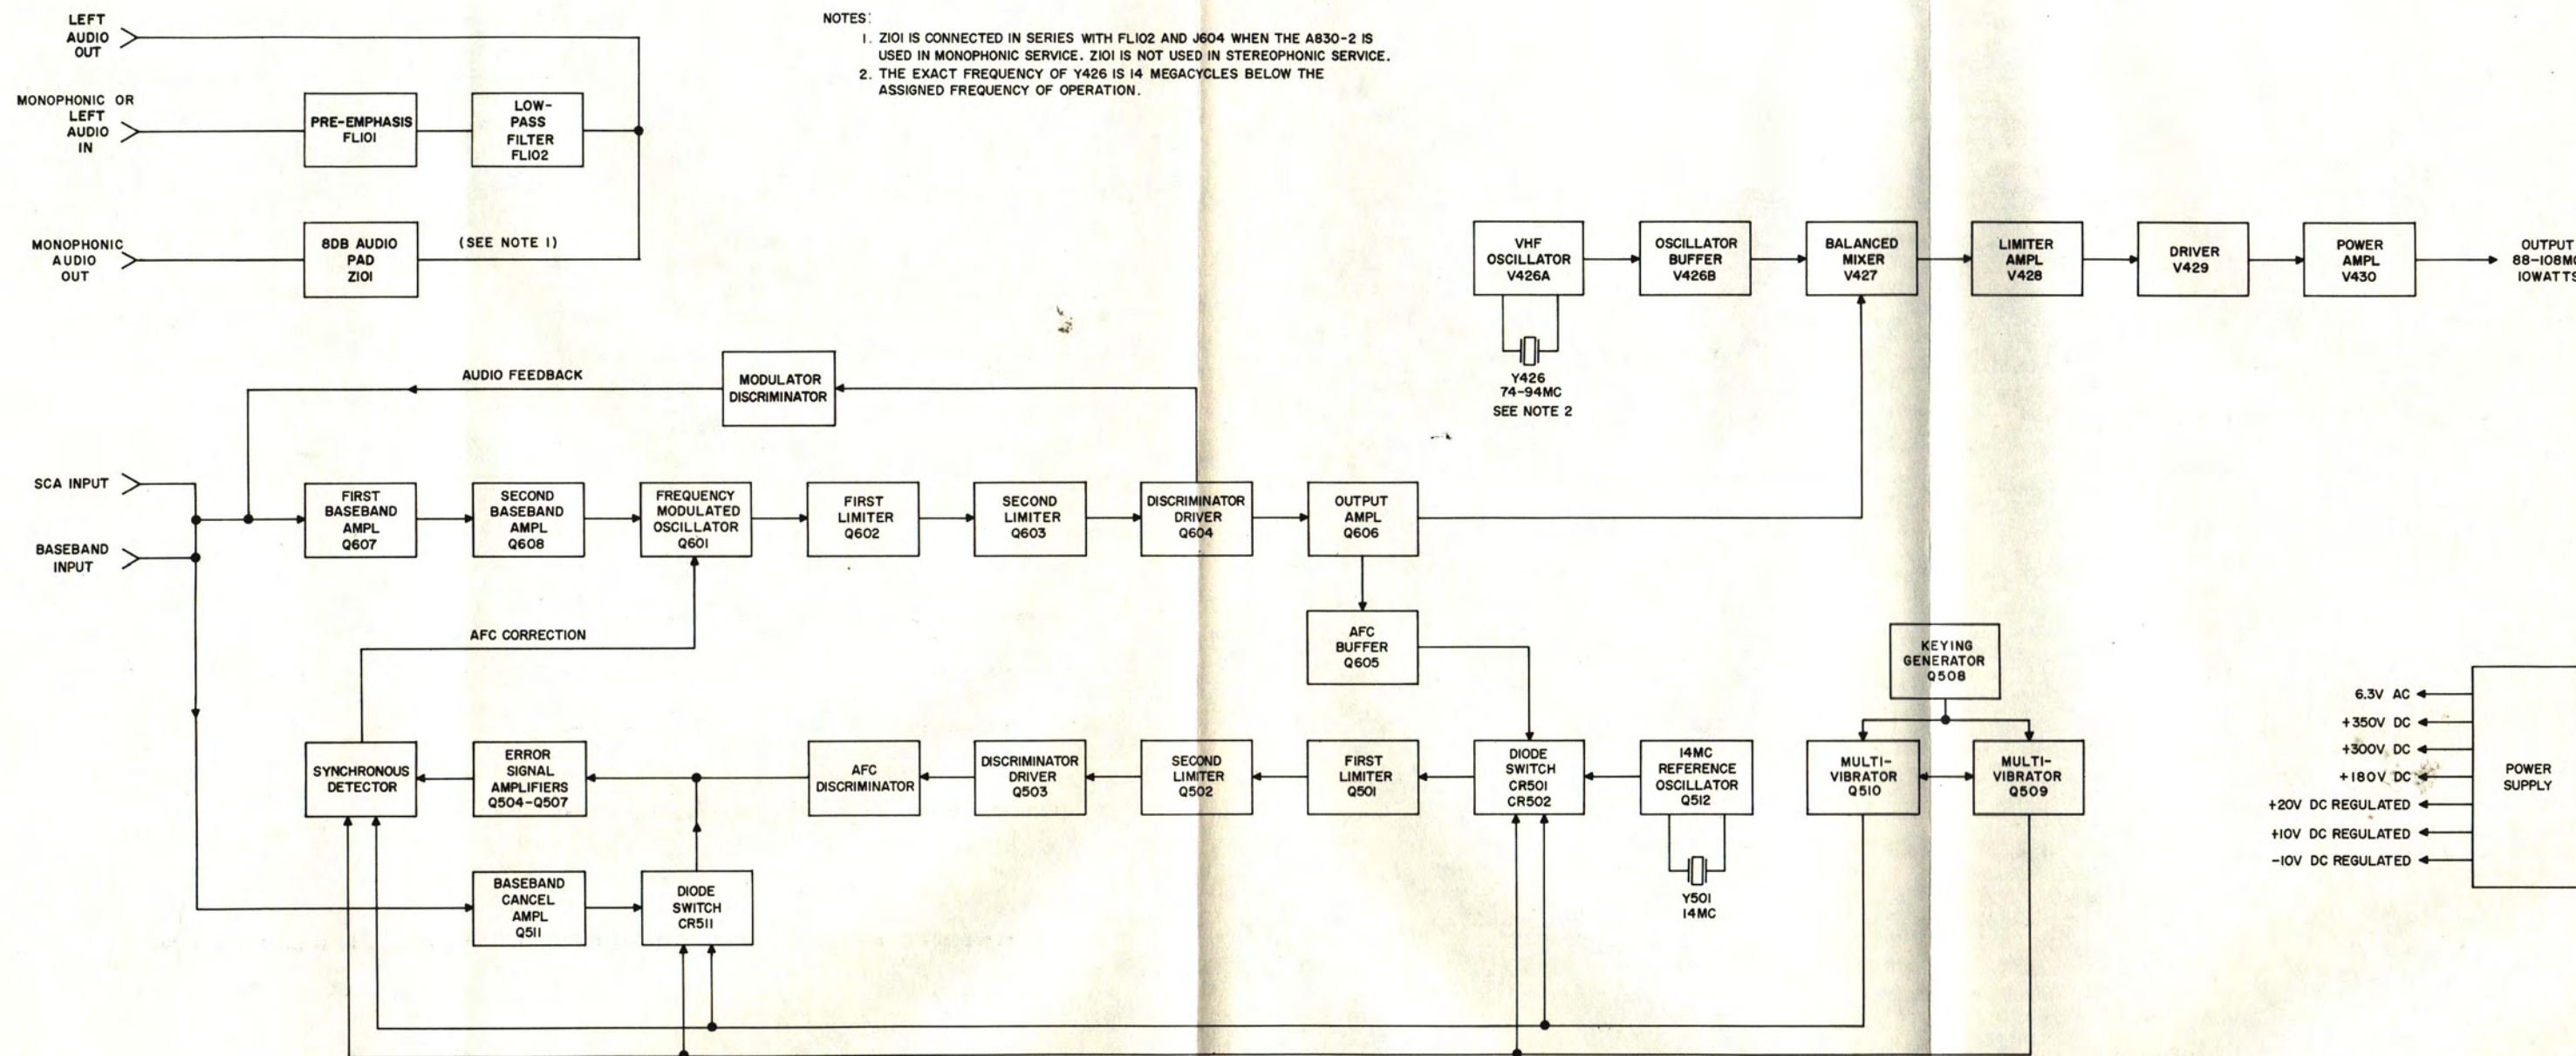 LEFT
AUDIO
OUT
MONOPHONIC OR
LEFT
AUDIO
IN
PRE-EMPHASIS
FL101
LOW-
PASS
FILTER
FL102
MONOPHONIC
AUDIO
OUT
8DB AUDIO
PAD
Z101
(SEE NOTE 1)
NOTES:
1. Z101 IS CONNECTED IN SERIES WITH FL102 AND J604 WHEN THE A830-2 IS
USED IN MONOPHONIC SERVICE. Z101 IS NOT USED IN STEREOPHONIC SERVICE.
2. THE EXACT FREQUENCY OF Y426 IS 14 MEGACYCLES BELOW THE
ASSIGNED FREQUENCY OF OPERATION.
VHF
OSCILLATOR
V426A
OSCILLATOR
BUFFER
V426B
BALANCED
MIXER
V427
LIMITER
AMPL
V428
DRIVER
V429
POWER
AMPL
V430
OUTPUT
88-108MC
10WATTS
Y426
74-94MC
SEE NOTE 2
AUDIO FEEDBACK
MODULATOR
DISCRIMINATOR
SCA INPUT
BASEBAND
INPUT
FIRST
BASEBAND
AMPL
Q607
SECOND
BASEBAND
AMPL
Q608
FREQUENCY
MODULATED
OSCILLATOR
Q601
FIRST
LIMITER
Q602
SECOND
LIMITER
Q603
DISCRIMINATOR
DRIVER
Q604
OUTPUT
AMPL
Q606
AFC CORRECTION
AFC
BUFFER
Q605
KEYING
GENERATOR
Q508
SYNCHRONOUS
DETECTOR
ERROR
SIGNAL
AMPLIFIERS
Q504-Q507
AFC
DISCRIMINATOR
DISCRIMINATOR
DRIVER
Q503
SECOND
LIMITER
Q502
FIRST
LIMITER
Q501
DIODE
SWITCH
CR501
CR502
14MC
REFERENCE
OSCILLATOR
Q512
MULTI-
VIBRATOR
Q510
MULTI-
VIBRATOR
Q509
Y501
14MC
BASEBAND
CANCEL
AMPL
Q511
DIODE
SWITCH
CR511
6.3V AC
+350V DC
+300V DC
+180V DC
+20V DC REGULATED
+10V DC REGULATED
-10V DC REGULATED
POWER
SUPPLY